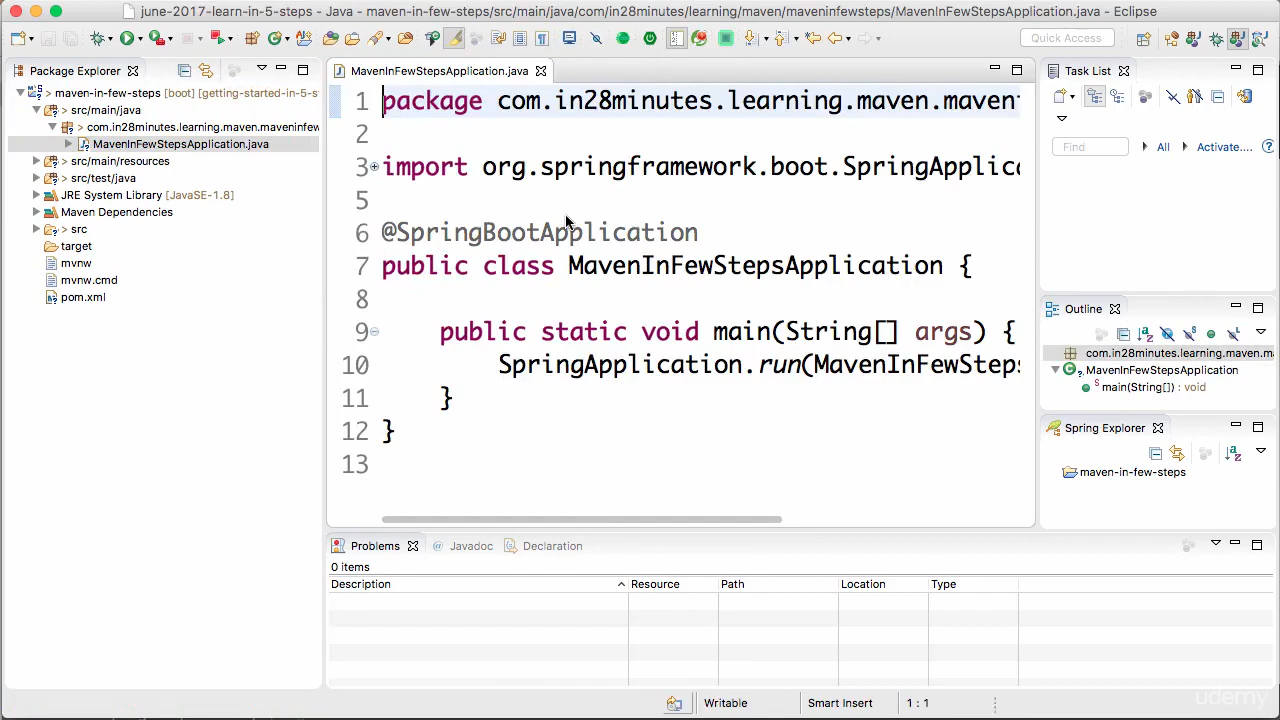 june-2017-learn-in-5-steps - Java - maven-in-few-steps/src/main/java/com/in28minutes/learning/maven/maveninfewsteps/MavenInFewStepsApplication.java - Eclipse
Quick Access
Package Explorer
> maven-in-few-steps [boot] [getting-started-in-5-s
> src/main/java
> com.in28minutes.learning.maven.maveninfew
MavenInFewStepsApplication.java
> src/main/resources
> src/test/java
JRE System Library [JavaSE-1.8]
Maven Dependencies
> src
target
mvnw
mvnw.cmd
pom.xml
MavenInFewStepsApplication.java
1 package com.in28minutes.learning.maven.maven
2
3 import org.springframework.boot.SpringApplic
5
6 @SpringBootApplication
7 public class MavenInFewStepsApplication {
8
9 public static void main(String[] args) {
10 SpringApplication.run(MavenInFewSteps
11 }
12 }
13
Task List
Find
All
Activate...
Outline
com.in28minutes.learning.maven.m
MavenInFewStepsApplication
main(String[]) : void
Spring Explorer
maven-in-few-steps
Problems
@ Javadoc
Declaration
0 items
Description Resource Path Location Type
Writable
Smart Insert
1 : 1
udemy